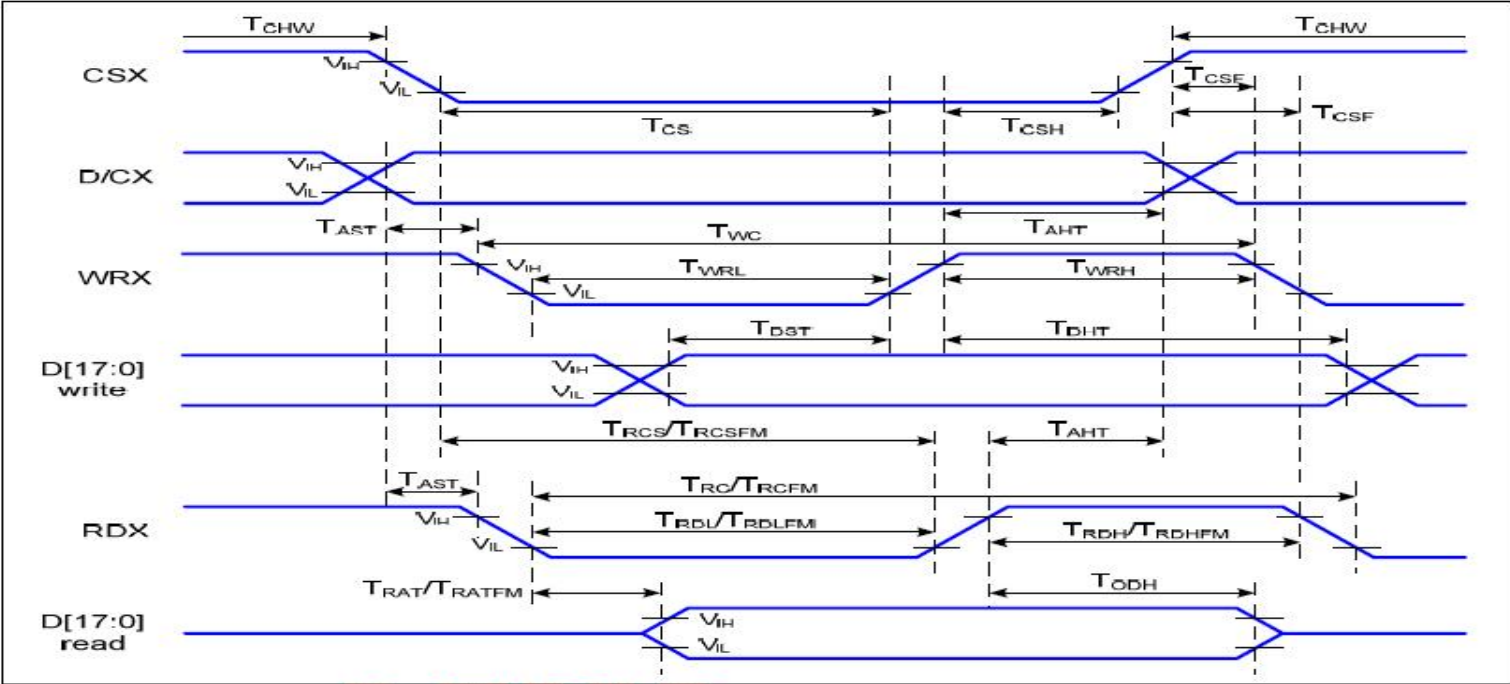 TCHW TCHW
CSX VIH
VIL
TCSF
TCS TCSH TCSF
D/CX VIH
VIL
TAST TWC TAHT
WRX VIH TWRL TWRH
VIL
TDST TDHT
D[17:0] VIH
write VIL
TRCS/TRCSFM TAHT
TAST TRC/TRCFM
RDX VIH TRDL/TRDLFM TRDH/TRDHFM
VIL
TRAT/TRATFM TODH
D[17:0] VIH
read VIL